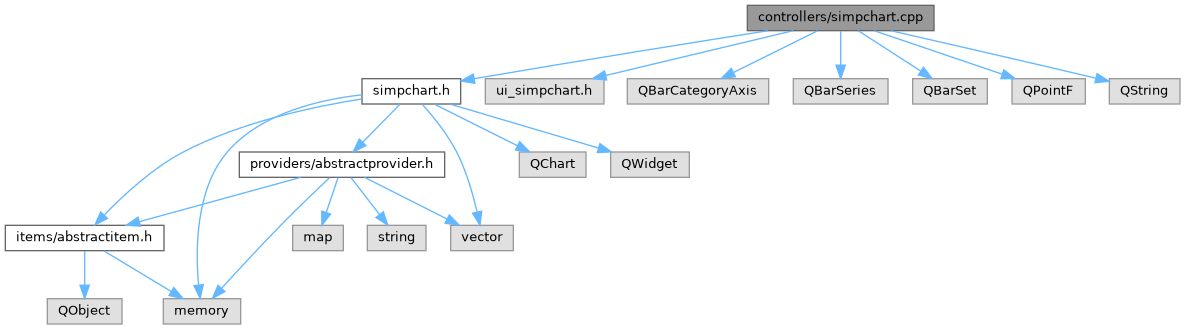 controllers/simpchart.cpp
simpchart.h
ui_simpchart.h
QBarCategoryAxis
QBarSeries
QBarSet
QPointF
QString
providers/abstractprovider.h
QChart
QWidget
items/abstractitem.h
map
string
vector
QObject
memory